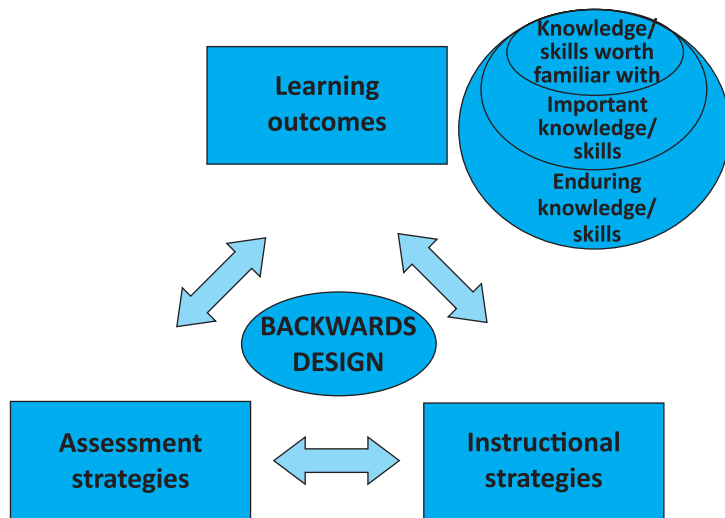 Learning
outcomes
Knowledge/
skills worth
familiar with
Important
knowledge/
skills
Enduring
knowledge/
skills
BACKWARDS
DESIGN
Assessment
strategies
Instructional
strategies